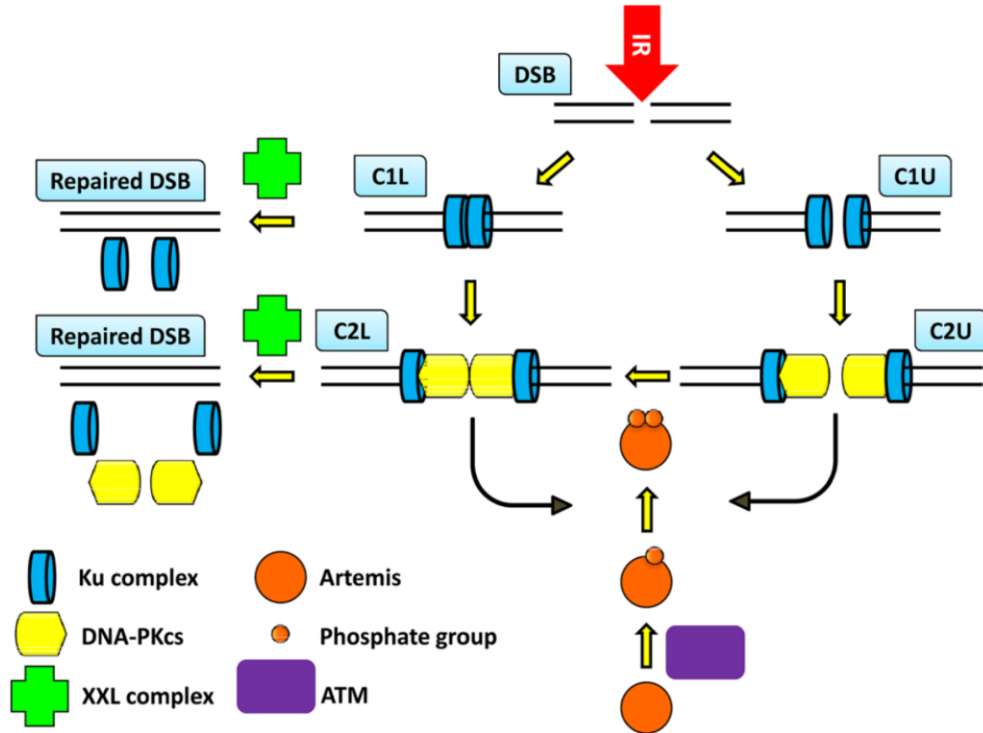 IR
DSB
Repaired DSB
C1L
C1U
Repaired DSB
C2L
C2U
Ku complex
Artemis
DNA-PKcs
Phosphate group
XXL complex
ATM